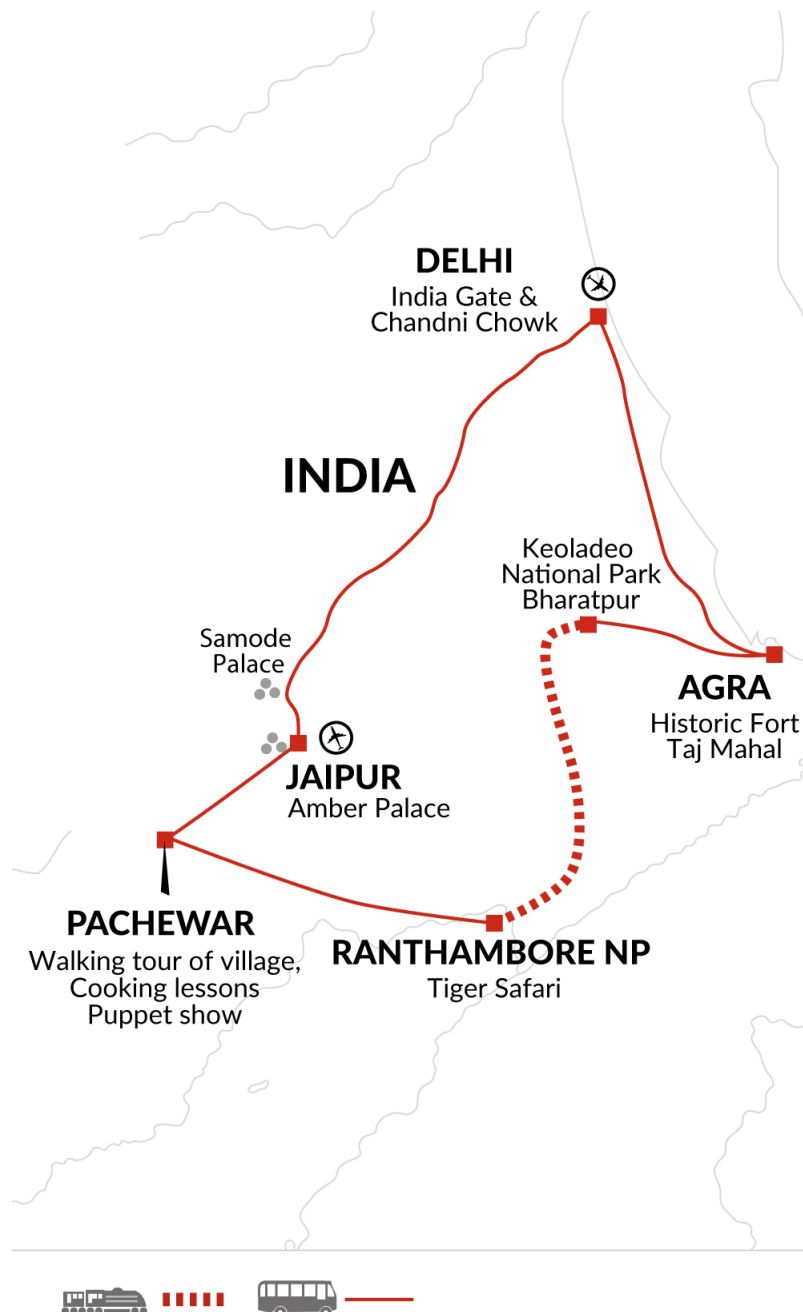 DELHI
India Gate &
Chandni Chowk
INDIA
Keoladeo
National Park
Bharatpur
Samode
Palace
AGRA
Historic Fort
Taj Mahal
JAIPUR
Amber Palace
PACHEWAR
Walking tour of village,
Cooking lessons
Puppet show
RANTHAMBORE NP
Tiger Safari